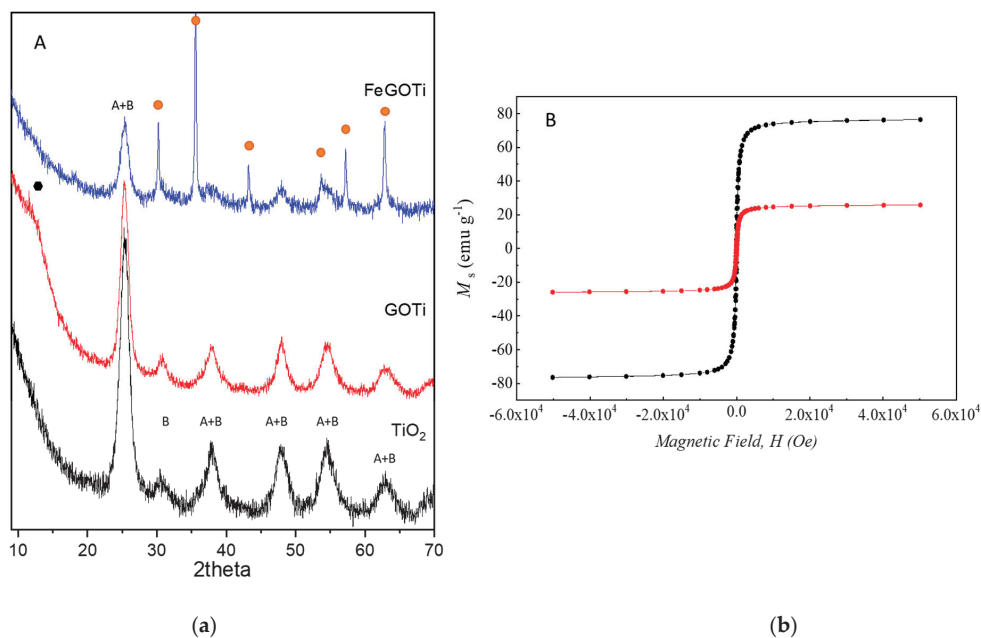 A
FeGOTi
A+B
GOTi
B A+B A+B A+B
TiO2
A+B
10 20 30 40 50 60 70
2theta
(a)
B
80
60
40
20
0
-20
-40
-60
-80
Ms (emu g-1)
-6.0x10^4 -4.0x10^4 -2.0x10^4 0.0 2.0x10^4 4.0x10^4 6.0x10^4
Magnetic Field, H (Oe)
(b)